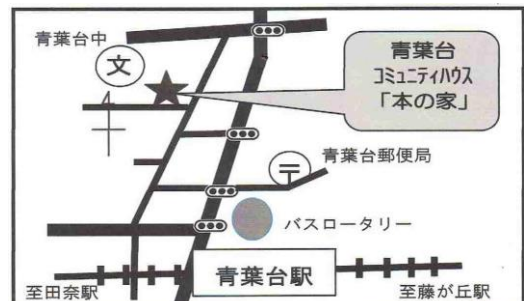 青葉台中
文
青葉台
コミュニティハウス
「本の家」
青葉台郵便局
〒
バスロータリー
青葉台駅
至田奈駅
至藤が丘駅